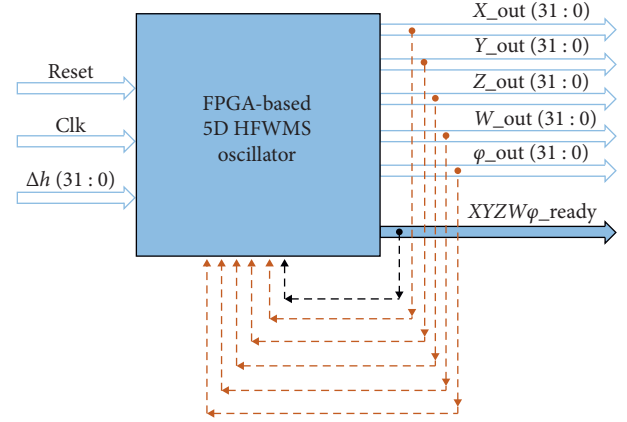 Reset
Clk
Δh (31 : 0)
FPGA-based
5D HFWMS
oscillator
X_out (31 : 0)
Y_out (31 : 0)
Z_out (31 : 0)
W_out (31 : 0)
φ_out (31 : 0)
XYZWφ_ready